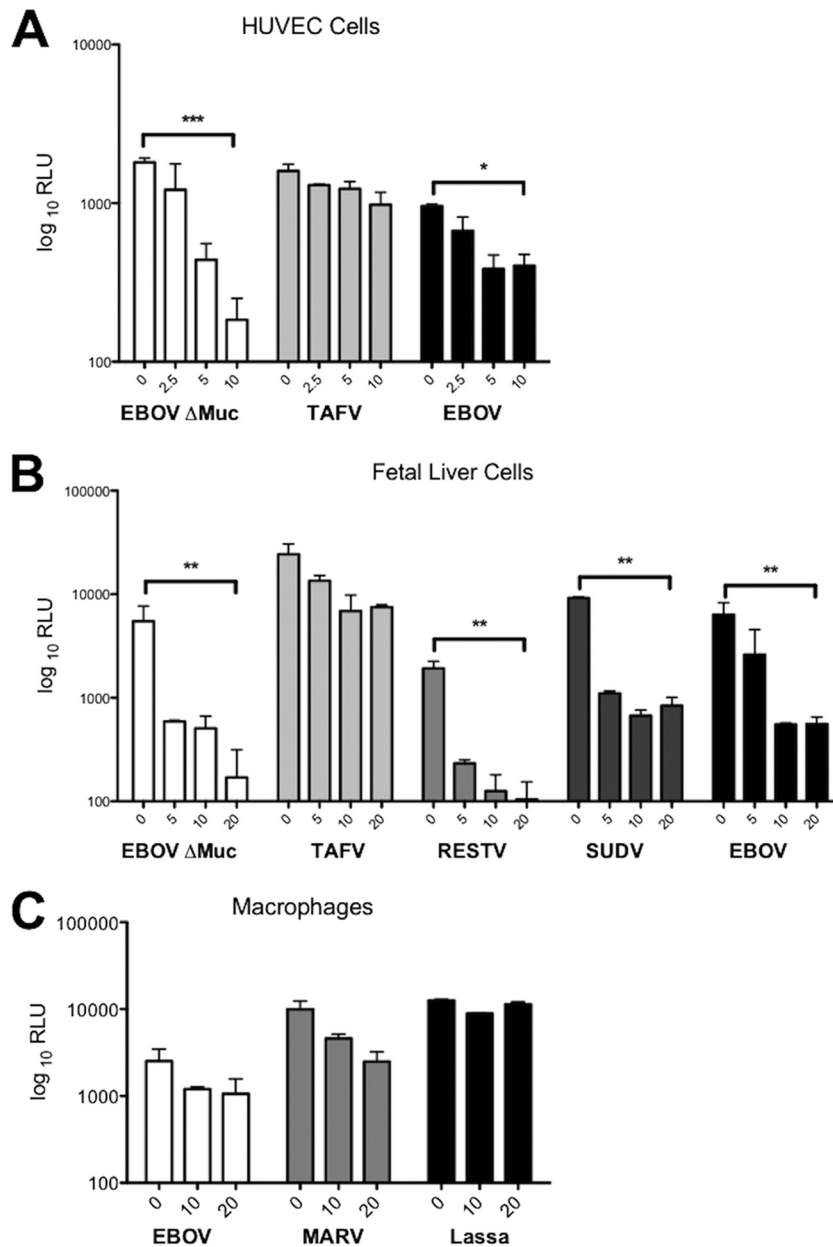 A
HUVEC Cells
10000
1000
100
log 10 RLU
***
*
0 2.5 5 10 0 2.5 5 10 0 2.5 5 10
EBOV ΔMuc TAFV EBOV
B
Fetal Liver Cells
100000
10000
1000
100
log 10 RLU
**
**
**
**
0 5 10 20 0 5 10 20 0 5 10 20 0 5 10 20 0 5 10 20
EBOV ΔMuc TAFV RESTV SUDV EBOV
C
Macrophages
100000
10000
1000
100
log 10 RLU
0 10 20 0 10 20 0 10 20
EBOV MARV Lassa